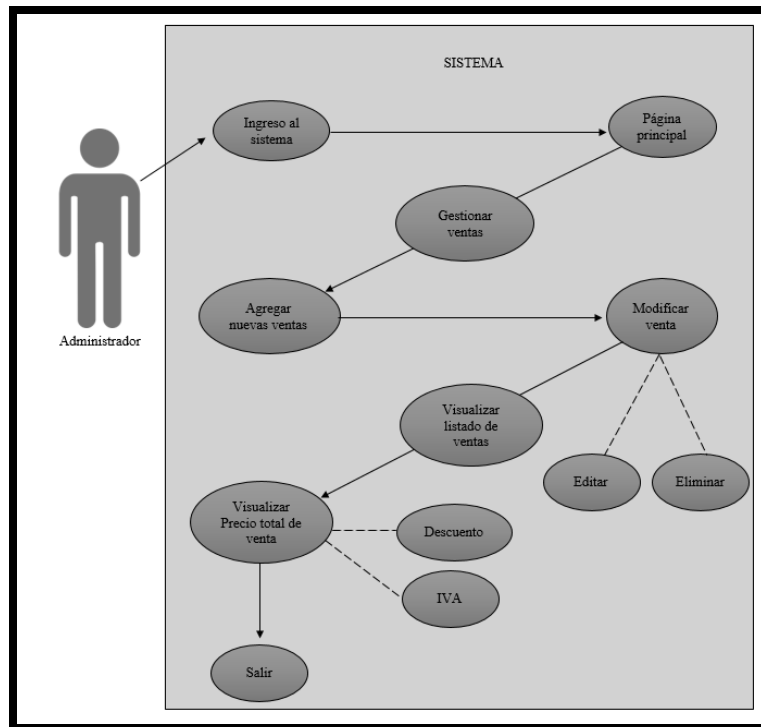 SISTEMA
Ingreso al
sistema
Página
principal
Gestionar
ventas
Agregar
nuevas ventas
Modificar
venta
Administrador
Visualizar
listado de
ventas
Editar
Eliminar
Visualizar
Precio total de
venta
Descuento
IVA
Salir